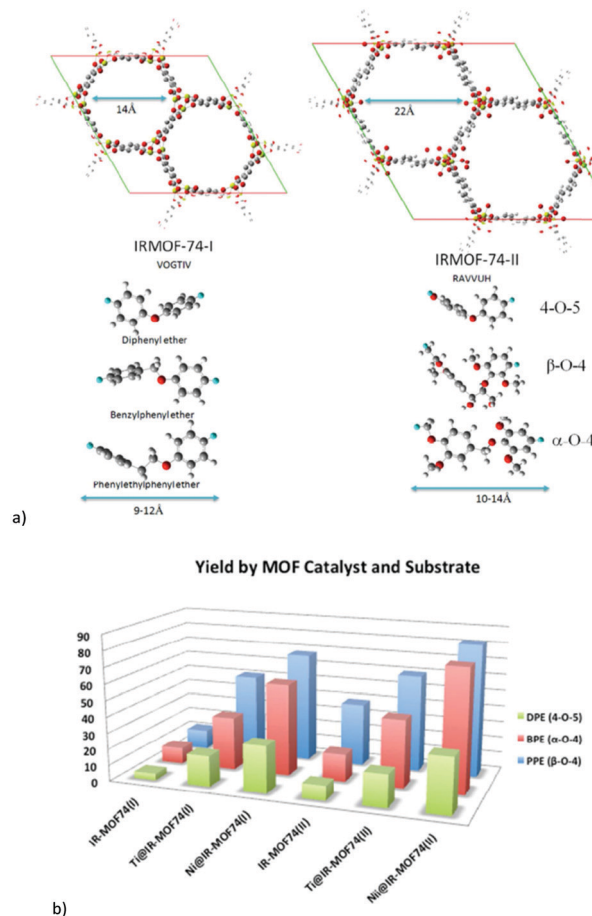 a)
14Å
22Å
IRMOF-74-I
VOGTIV
IRMOF-74-II
RAVVUH
Diphenyl ether
Benzylphenyl ether
Phenylethylphenyl ether
9-12Å
4-O-5
β-O-4
α-O-4
10-14Å
Yield by MOF Catalyst and Substrate
90
80
70
60
50
40
30
20
10
0
IR-MOF74(I)
Ti@IR-MOF74(I)
Ni@IR-MOF74(I)
IR-MOF74(II)
Ti@IR-MOF74(II)
Ni@IR-MOF74(II)
DPE (4-O-5)
BPE (α-O-4)
PPE (β-O-4)
b)